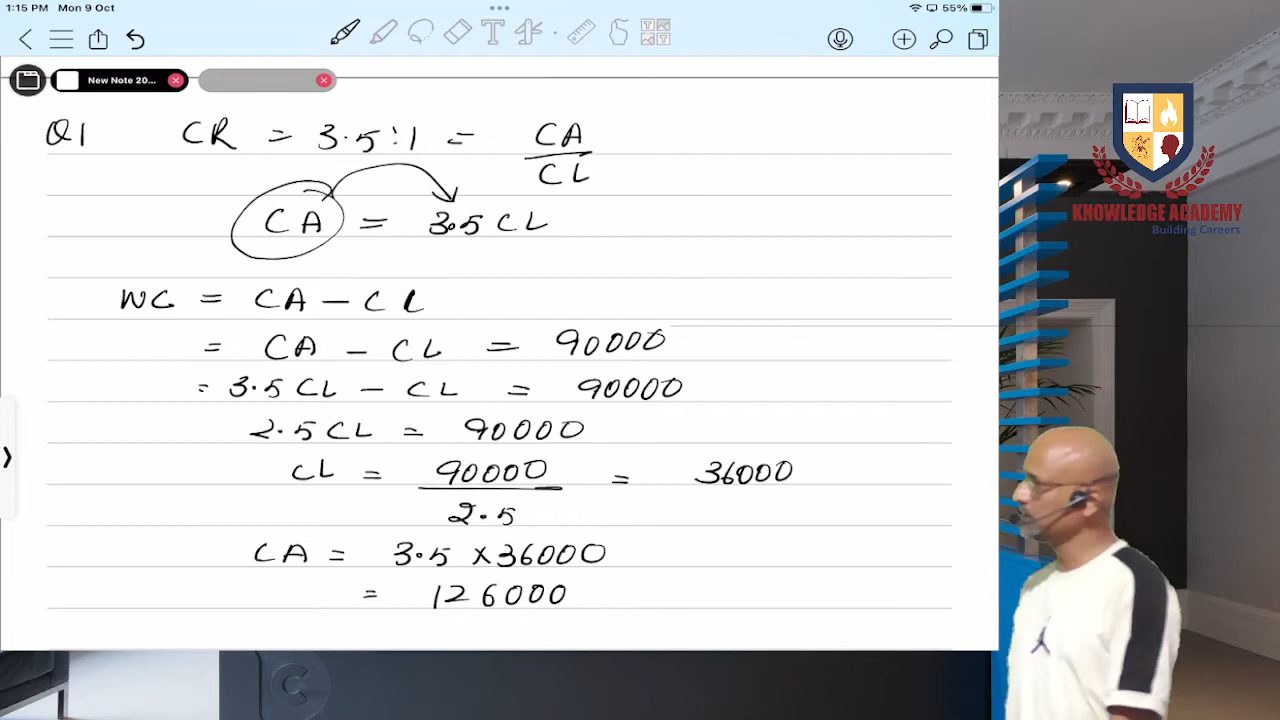 1:15 PM Mon 9 Oct
55%
New Note 20...
Q1 CR = 3.5:1 = CA
CL
CA = 3.5 CL
WC = CA - CL
= CA - CL = 90000
= 3.5 CL - CL = 90000
2.5 CL = 90000
CL = 90000 = 36000
2.5
CA = 3.5 x 36000
= 126000
KNOWLEDGE ACADEMY
Building Careers